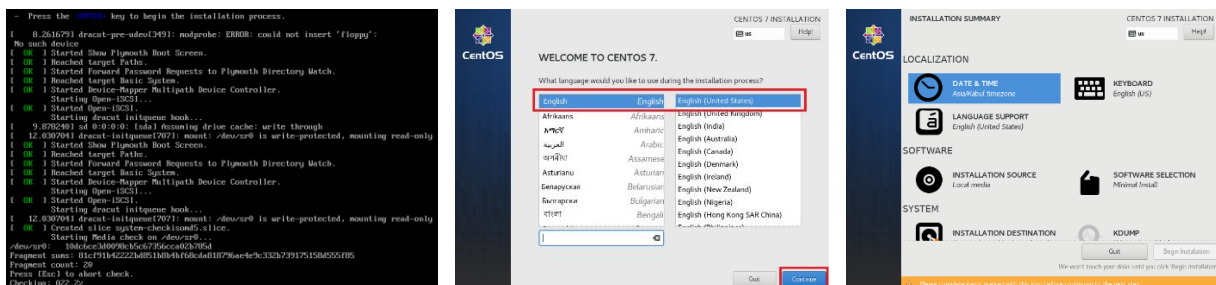 - Press the <ENTER> key to begin the installation process.
[    8.261679] dracut-pre-udev[349]: modprobe: ERROR: could not insert 'floppy':
No such device
[  OK  ] Started Show Plymouth Boot Screen.
[  OK  ] Reached target Paths.
[  OK  ] Started Forward Password Requests to Plymouth Directory Watch.
[  OK  ] Reached target Basic System.
[  OK  ] Started Device-Mapper Multipath Device Controller.
Starting Open-iSCSI...
[  OK  ] Started Open-iSCSI.
Starting dracut initqueue hook...
[    9.878240] sd 0:0:0:0: [sda] Assuming drive cache: write through
[   12.030704] dracut-initqueue[707]: mount: /dev/sr0 is write-protected, mounting read-only
[  OK  ] Started Show Plymouth Boot Screen.
[  OK  ] Reached target Paths.
[  OK  ] Started Forward Password Requests to Plymouth Directory Watch.
[  OK  ] Reached target Basic System.
[  OK  ] Started Device-Mapper Multipath Device Controller.
Starting Open-iSCSI...
[  OK  ] Started Open-iSCSI.
Starting dracut initqueue hook...
[   12.030704] dracut-initqueue[707]: mount: /dev/sr0 is write-protected, mounting read-only
[  OK  ] Created slice system-checkisomd5.slice.
Starting Media check on /dev/sr0...
/dev/sr0:
Fragment sums:
Fragment count: 20
Press [Esc] to abort check.
Checking: 022.2%
CentOS
CENTOS 7 INSTALLATION
us
Help!
WELCOME TO CENTOS 7.
What language would you like to use during the installation process?
English English English (United States)
Afrikaans Afrikaans English (United Kingdom)
አማርኛ Amharic English (India)
العربية Arabic English (Australia)
অসমীয়া Assamese English (Canada)
Asturianu Asturian English (Denmark)
Беларуская Belarusian English (Ireland)
Български Bulgarian English (New Zealand)
বাংলা Bengali English (Nigeria)
English (Hong Kong SAR China)
English (Philippines)
Quit
Continue
CentOS
INSTALLATION SUMMARY
CENTOS 7 INSTALLATION
us
Help!
LOCALIZATION
DATE & TIME
Asia/Kabul timezone
KEYBOARD
English (US)
LANGUAGE SUPPORT
English (United States)
SOFTWARE
INSTALLATION SOURCE
Local media
SOFTWARE SELECTION
Minimal Install
SYSTEM
INSTALLATION DESTINATION
KDUMP
Quit
Begin Installation
We won't touch your disks until you click 'Begin Installation'.